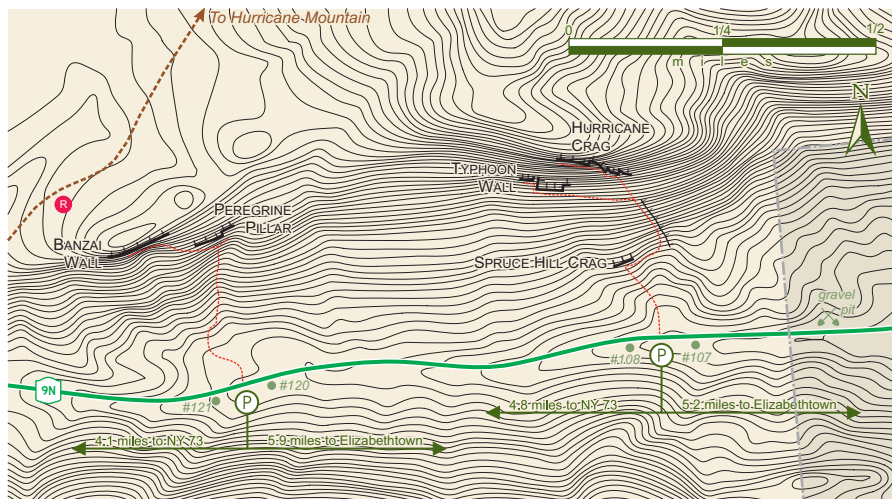 To Hurricane Mountain
0 1/4 1/2
miles
N
HURRICANE
CRAG
TYPHOON
WALL
R
PEREGRINE
PILLAR
BANZAI
WALL
SPRUCE HILL CRAG
gravel
pit
#108
P
#107
9N
#120
#121
P
4.8 miles to NY 73
5.2 miles to Elizabethtown
4.1 miles to NY 73
5.9 miles to Elizabethtown